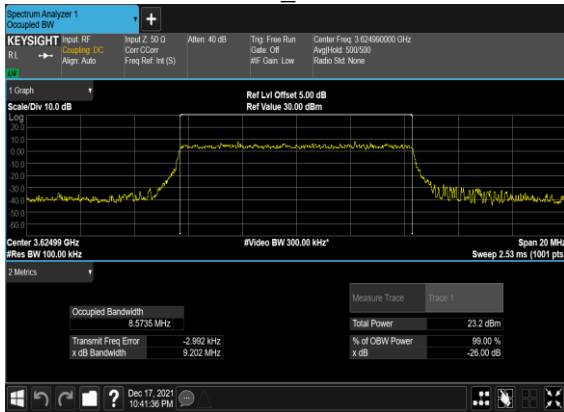 Spectrum Analyzer 1
Occupied BW
KEYSIGHT Input: RF Input Z: 50 Ω Atten: 40 dB Trig: Free Run Center Freq: 3.624990000 GHz
RL Coupling: DC Corr CCorr Gate: Off Avg|Hold: 500/500
Align: Auto Freq Ref: Int (S) #IF Gain: Low Radio Std: None
LW
1 Graph
Ref Lvl Offset 5.00 dB
Scale/Div 10.0 dB Ref Value 30.00 dBm
Log
20.0
10.0
0.00
-10.0
-20.0
-30.0
-40.0
-50.0
-60.0
Center 3.62499 GHz #Video BW 300.00 kHz* Span 20 MHz
#Res BW 100.00 kHz Sweep 2.53 ms (1001 pts
2 Metrics
Measure Trace Trace 1
Occupied Bandwidth
8.5735 MHz Total Power 23.2 dBm
Transmit Freq Error -2.992 kHz % of OBW Power 99.00 %
x dB Bandwidth 9.202 MHz x dB -26.00 dB
? Dec 17, 2021
10:41:36 PM